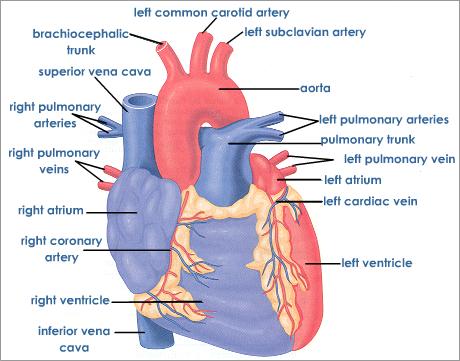 left common carotid artery
brachiocephalic
trunk
left subclavian artery
superior vena cava
aorta
right pulmonary
arteries
left pulmonary arteries
pulmonary trunk
right pulmonary
veins
left pulmonary vein
left atrium
left cardiac vein
right atrium
right coronary
artery
left ventricle
right ventricle
inferior vena
cava